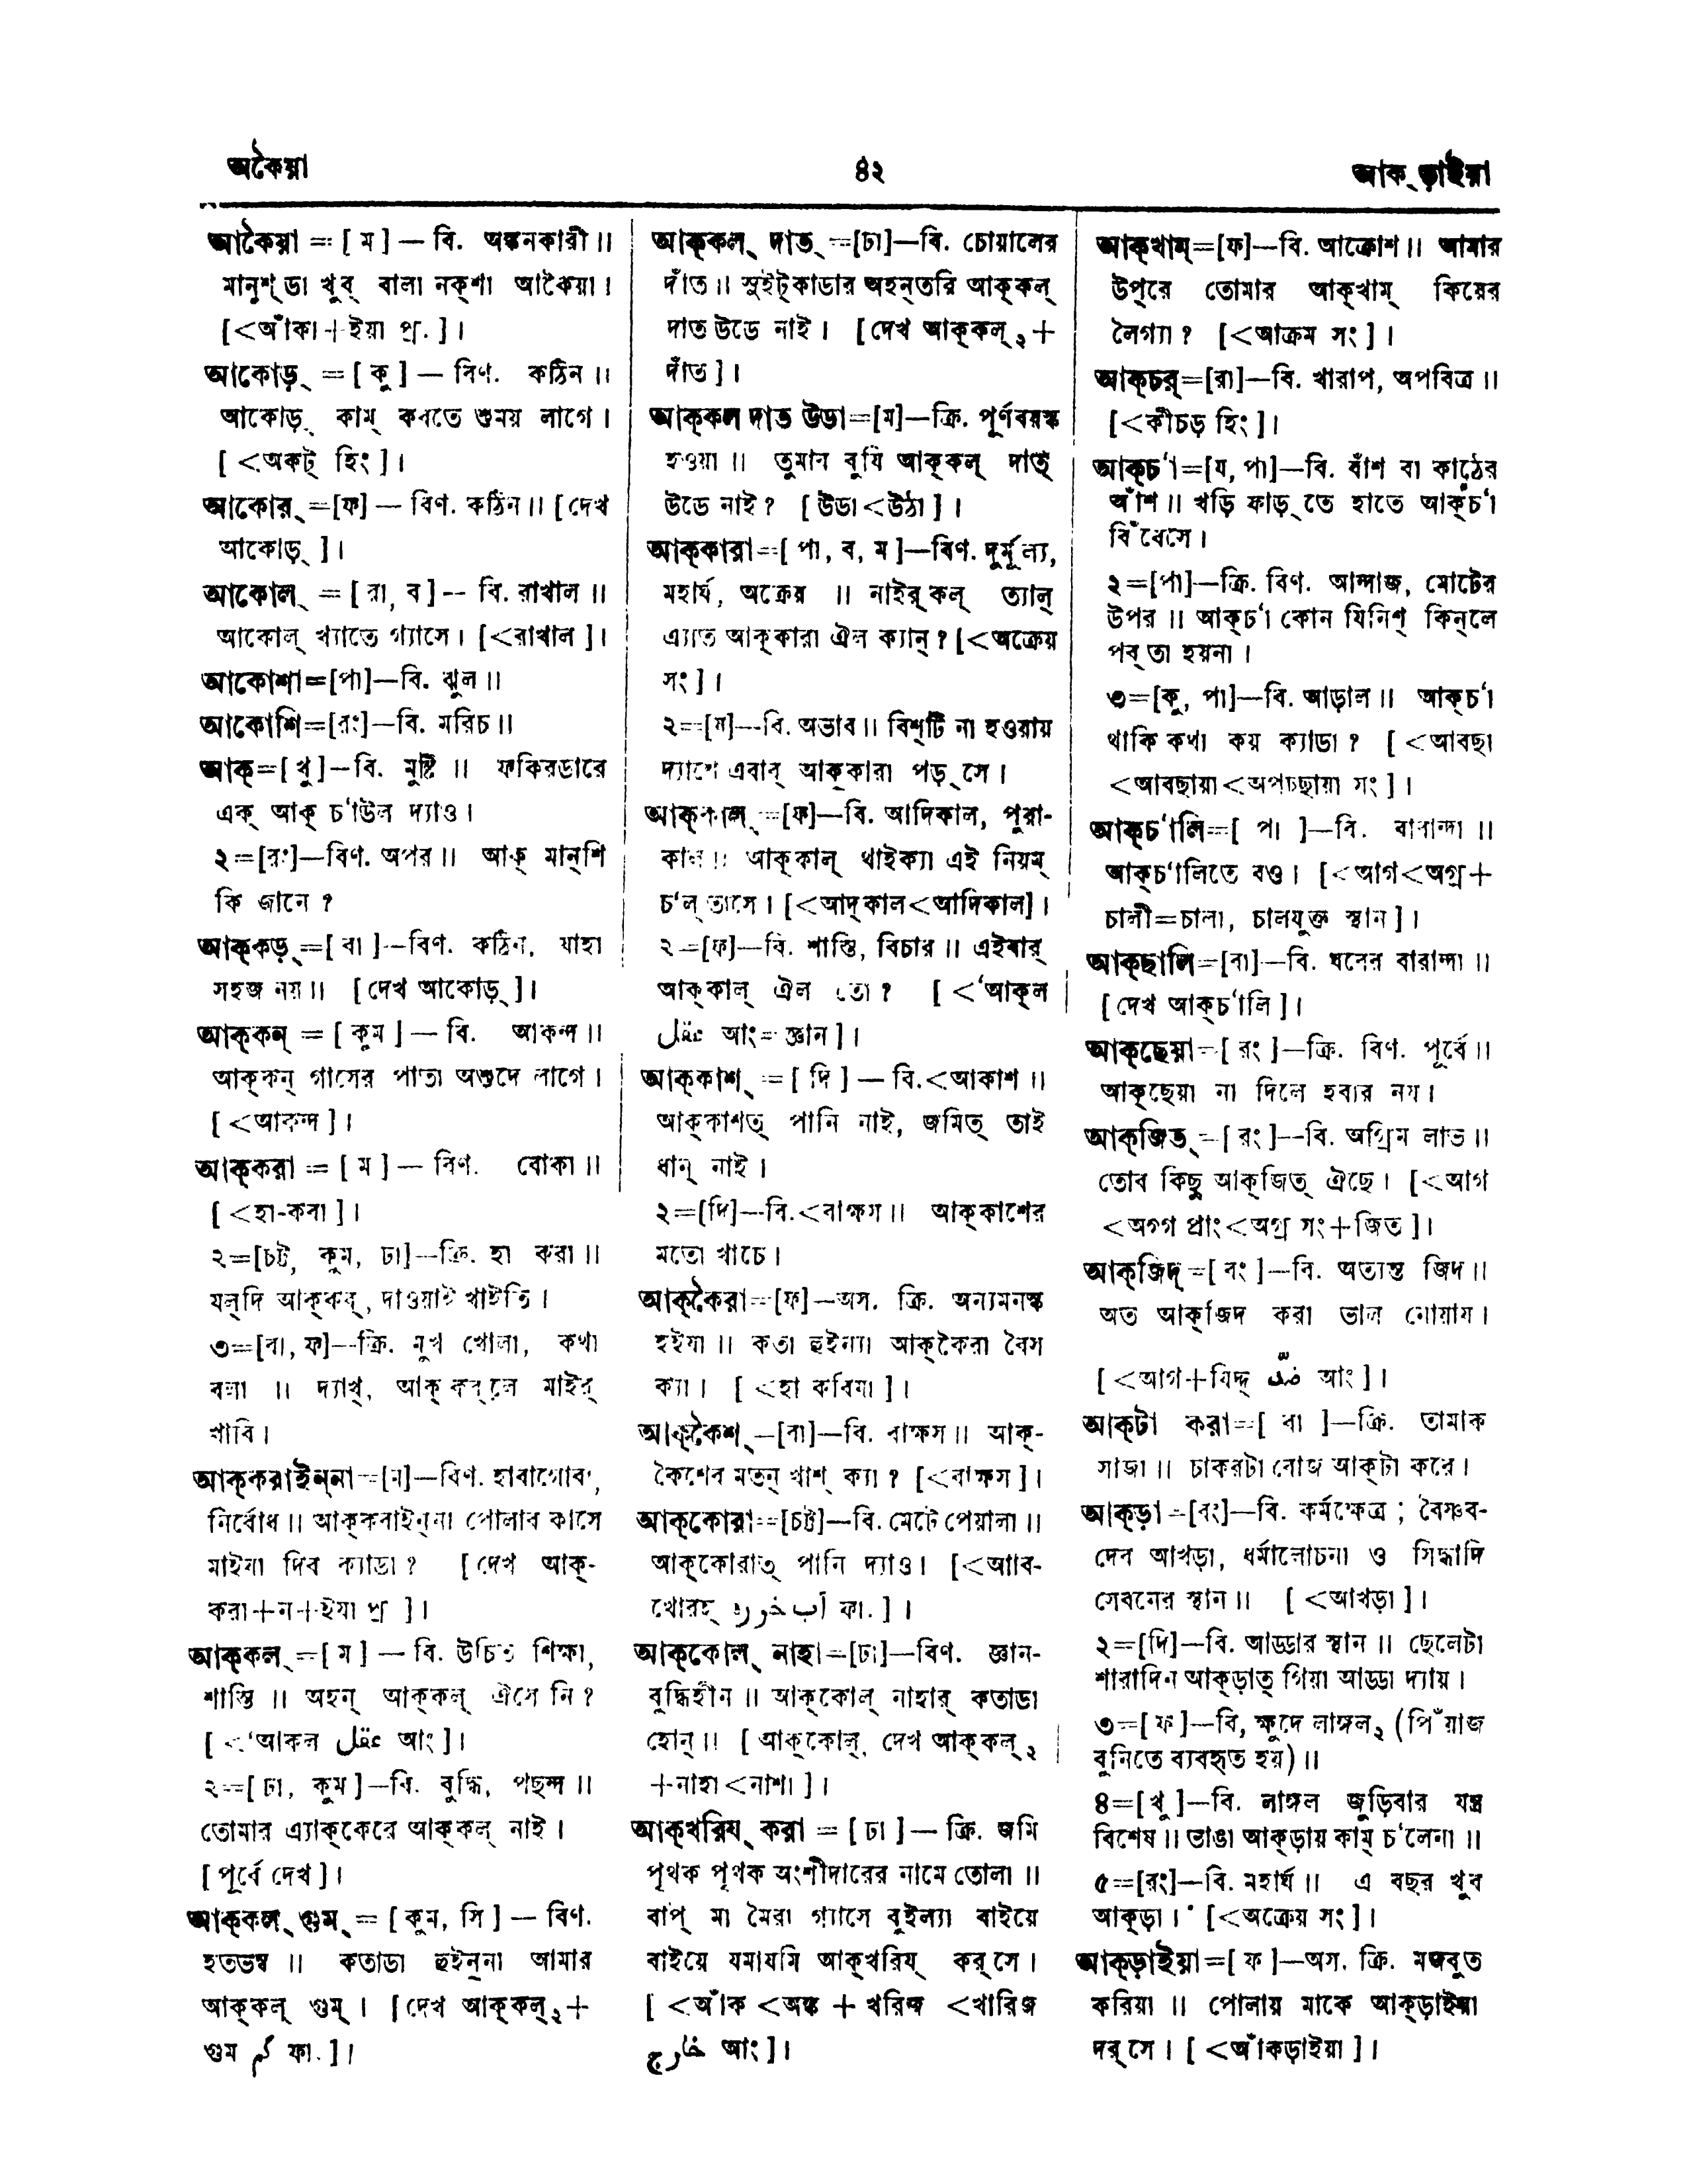 অকৈয়া
৪২
আক্‌ড়াইয়া
আকৈয়া = [ ম ] — বি. অঙ্কনকারী ॥
মানুশ্‌ডা খুব্ বালা নক্‌শা আকৈয়া ।
[ <আঁকা+ইয়া প্র. ] ।
আকোড়্ = [ কু ] — বিণ. কঠিন ॥
আকোড়্ কাম্ করতে শুময় লাগে ।
[ <অকট্ হিং ] ।
আকোর্ =[ফ] — বিণ. কঠিন ॥ [ দেখ
আকোড়্ ] ।
আকোল্ = [ রা, ব ] -- বি. রাখাল ॥
আকোল্ খ্যাতে গ্যাসে । [ <রাখাল ] ।
আকোশা=[পা]—বি. ঝুল ॥
আকোশি=[রং]—বি. মরিচ ॥
আক্=[ খু ]—বি. মুষ্টি ॥ ফকিরডারে
এক্ আক্ চ‘াউল দ্যাও ।
২=[রং]—বিণ. অপর ॥ আক্ মান্‌শি
কি জানে ?
আক্‌কড়্=[ রা ]--বিণ. কঠিন, যাহা
সহজ নয় ॥ [ দেখ আকোড়্ ] ।
আক্‌কন্ = [ কুম ] — বি. আকন্দ ॥
আক্‌কন্ গাসের পাতা অশুদে লাগে ।
[ <আকন্দ ] ।
আক্‌করা = [ ম ] — বিণ. বোকা ॥
[ <হা-করা ] ।
২=[চট্ট, কুম, ঢা]--ক্রি. হা করা ॥
যল্‌দি আক্‌কর্, দাওয়াই খাইতি ।
৩=[রা, ফ]--ক্রি. মুখ খোলা, কথা
বলা ॥ দ্যাখ্, আক্ কর্‌লে মাইর্
খাবি ।
আক্‌করাইন্‌না=[ম]—বিণ. হাবাগোবা,
নির্বোধ ॥ আক্‌করাইন্‌না পোলার কাসে
মাইয়া দিব ক্যাডা ? [ দেখ আক্-
করা+ন+ইয়া প্র ] ।
আক্‌কল্=[ ম ] — বি. উচিত শিক্ষা,
শাস্তি ॥ অহন্ আক্‌কল্ ঐসে নি ?
[ <‘আকল عقل আং ] ।
২=[ ঢা, কুম ]—বি. বুদ্ধি, পছন্দ ॥
তোমার এ্যাক্‌কেরে আক্‌কল্ নাই ।
[ পূর্বে দেখ ] ।
আক্‌কল্ গুম্ = [ কুম, সি ] — বিণ.
হতভম্ব ॥ কতাডা হুইন্‌না আমার
আক্‌কল্ গুম্ । [ দেখ আক্‌কল্২+
গুম گم ফা. ] ।
আক্‌কল্ দাত্ =[ঢা]—বি. চোয়ালের
দাঁত ॥ সুইট্‌কাডার অহন্‌তরি আক্‌কল্
দাত উডে নাই । [ দেখ আক্‌কল্২+
দাঁত ] ।
আক্‌কল দাত উডা=[ম]—ক্রি. পূর্ণবয়স্ক
হওয়া ॥ তুমার বুযি আক্‌কল্ দাত্
উডে নাই ? [ উডা<উঠা ] ।
আক্‌কারা=[ পা, ব, ম ]—বিণ. দুর্মূল্য,
মহার্ঘ, অক্রেয় ॥ নাইর্‌কল্ ত্যাল্
এ্যাত আক্‌কারা ঐল ক্যান্ ? [ <অক্রেয়
সং ] ।
২=[য]—বি. অভাব ॥ বিশ্‌টি না হওয়ায়
দ্যাশে এবার্ আক্‌কারা পড়্‌সে ।
আক্‌কাল্ =[ফ]—বি. আদিকাল, পুরা-
কাল ॥ আক্‌কাল্ থাইক্যা এই নিয়ম্
চ‘ল্‌তাসে । [ <আদ্‌কাল<আদিকাল] ।
২=[ফ]—বি. শাস্তি, বিচার ॥ এইবার্
আক্‌কাল্ ঐল তো ? [ <‘আক্‌ল
عقل আং= জ্ঞান ] ।
আক্‌কাশ্ =[ দি ] — বি.<আকাশ ॥
আক্‌কাশত্ পানি নাই, জমিত্ তাই
ধান্ নাই ।
২=[দি]—বি.<রাক্ষস ॥ আক্‌কাশের
মতো খাচে ।
আক্‌কৈরা=[ফ]—অস. ক্রি. অন্যমনস্ক
হইয়া ॥ কতা হুইন্যা আক্‌কৈরা বৈস
ক্যা । [ <হা করিয়া ] ।
আক্‌কৈশ্ =[রা]—বি. রাক্ষস ॥ আক্-
কৈশের মতন্ খাশ্ ক্যা ? [<রাক্ষস ] ।
আক্‌কোরা=[চট্ট]—বি. মেটে পেয়ালা ॥
আক্‌কোরাত্ পানি দ্যাও । [<আাব-
খোরহ্ آب خوره ফা. ] ।
আক্‌কোল্ নাহা=[ঢা]—বিণ. জ্ঞান-
বুদ্ধিহীন ॥ আক্‌কোল্ নাহার্ কতাডা
হোন্ ॥ [ আক্‌কোল্, দেখ আক্‌কল্২
+নাহা<নাশা ] ।
আক্‌খরিয্ করা = [ ঢা ] — ক্রি. জমি
পৃথক পৃথক অংশীদারের নামে তোলা ॥
বাপ্ মা মৈরা গ্যাসে বুইল্যা বাইয়ে
বাইয়ে যমাযমি আক্‌খরিয্ কর্‌সে ।
[ <আঁক <অঙ্ক + খরিজ <খারিজ
خارج আং ] ।
আক্‌খাম্=[ফ]—বি. আক্রোশ ॥ আমার
উপ্‌রে তোমার আক্‌খাম্ কিয়ের
লৈগ্যা ? [ <আক্রম সং ] ।
আক্‌চর্=[রা]—বি. খারাপ, অপবিত্র ॥
[ <কীচড় হিং ] ।
আক্‌চ‘া=[য, পা]—বি. বাঁশ বা কাঠের
আঁশ ॥ খড়ি ফাড়্‌তে হাতে আক্‌চ‘া
বিঁধেসে ।
২=[পা]—ক্রি. বিণ. আন্দাজ, মোটের
উপর ॥ আক্‌চ‘া কোন যিনিশ্ কিন্‌লে
পব্‌তা হয়না ।
৩=[কু, পা]—বি. আড়াল ॥ আক্‌চ‘া
থাকি কথা কয় ক্যাডা ? [ <আবছা
<আবছায়া<অপচ্ছায়া সং ] ।
আক্‌চ‘ালি=[ পা ]—বি. বারান্দা ॥
আক্‌চ‘ালিতে বও । [ <আগ<অগ্র+
চালী=চালা, চালযুক্ত স্থান ] ।
আক্‌ছালি=[রা]—বি. ঘরের বারান্দা ॥
[ দেখ আক্‌চ‘ালি ] ।
আক্‌ছেয়া=[ রং ]—ক্রি. বিণ. পূর্বে ॥
আক্‌ছেয়া না দিলে হবার নয় ।
আক্‌জিত্=[ রং ]--বি. অগ্রিম লাভ ॥
তোর কিছু আক্‌জিত্ ঐছে । [ <আগ
<অগ্গ প্রাং<অগ্র সং+জিত ] ।
আক্‌জিদ্=[ রং ]—বি. অত্যন্ত জিদ ॥
অত আক্‌জিদ করা ভাল নোয়ায় ।
[ <আগ+যিদ্দ্ ضدّ আং ] ।
আক্‌টা করা=[ রা ]—ক্রি. তামাক
সাজা ॥ চাকরটা রোজ আক্‌টা করে ।
আক্‌ড়া=[রং]—বি. কর্মক্ষেত্র ; বৈষ্ণব-
দের আখড়া, ধর্মালোচনা ও সিদ্ধাদি
সেবনের স্থান ॥ [ <আখড়া ] ।
২=[দি]—বি. আড্ডার স্থান ॥ ছেলেটা
শারাদিন আক্‌ড়াত্ গিয়া আড্ডা দ্যায় ।
৩=[ ফ ]—বি, ক্ষুদে লাঙ্গল২ (পিঁয়াজ
বুনিতে ব্যবহৃত হয়) ॥
৪=[ খু ]—বি. লাঙ্গল জুড়িবার যন্ত্র
বিশেষ ॥ ভাঙা আক্‌ড়ায় কাম্ চ‘লেনা ॥
৫=[রং]—বি. মহার্ঘ ॥ এ বছর খুব
আক্‌ড়া । [ <অক্রেয় সং ] ।
আক্‌ড়াইয়া=[ ফ ]—অস. ক্রি. মজবুত
করিয়া ॥ পোলায় মাকে আক্‌ড়াইয়া
দর্‌সে । [ <আঁকড়াইয়া ] ।